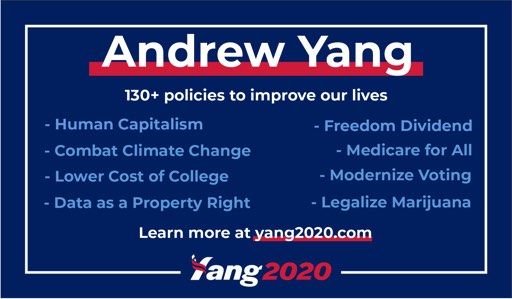 Andrew Yang
130+ policies to improve our lives
- Human Capitalism
- Combat Climate Change
- Lower Cost of College
- Data as a Property Right
- Freedom Dividend
- Medicare for All
- Modernize Voting
- Legalize Marijuana
Learn more at yang2020.com
Yang2020